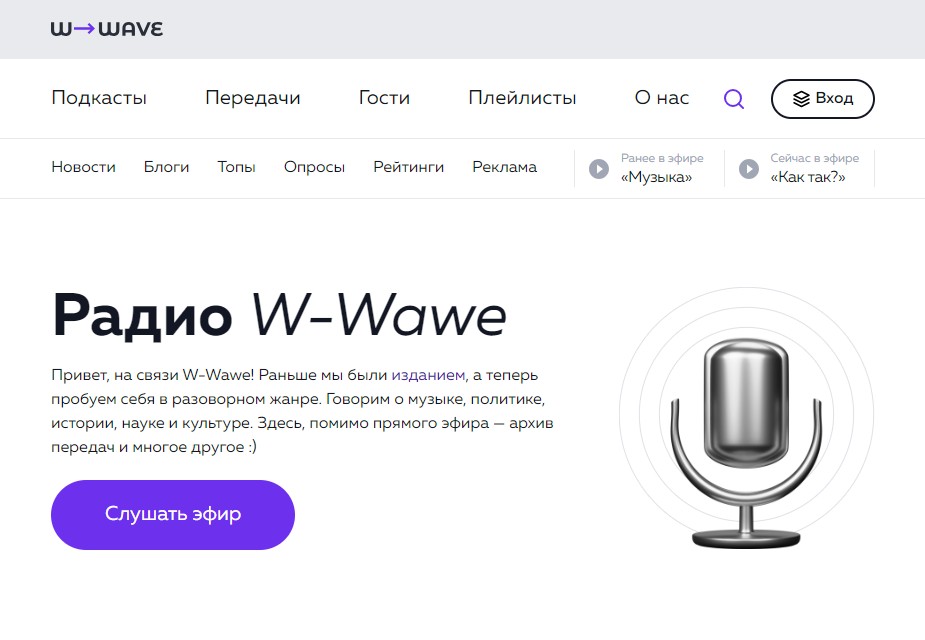 W→WAVE
Подкасты Передачи Гости Плейлисты О нас Вход
Новости Блоги Топы Опросы Рейтинги Реклама
Ранее в эфире
«Музыка»
Сейчас в эфире
«Как так?»
Радио W-Wawe
Привет, на связи W-Wawe! Раньше мы были изданием, а теперь
пробуем себя в разоворном жанре. Говорим о музыке, политике,
истории, науке и культуре. Здесь, помимо прямого эфира — архив
передач и многое другое :)
Слушать эфир